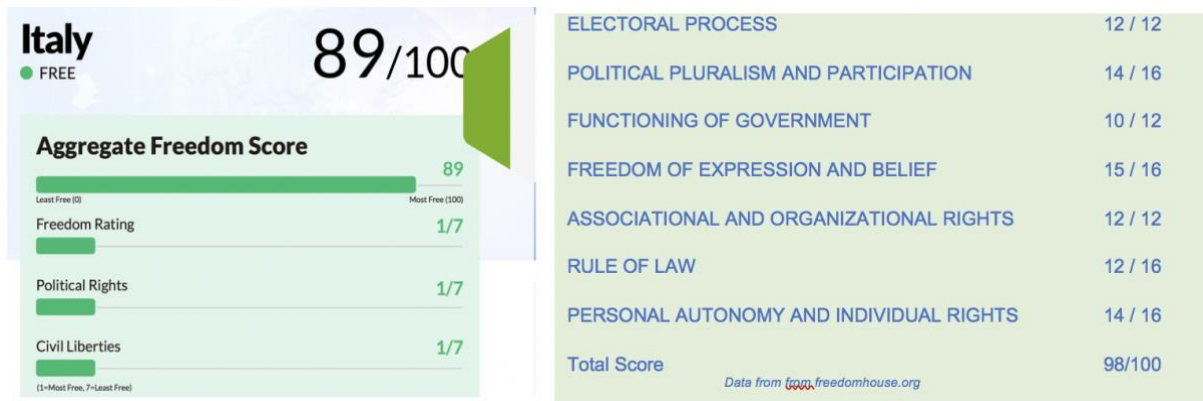 Italy
FREE
89/100
Aggregate Freedom Score
89
Least Free (0) Most Free (100)
Freedom Rating 1/7
Political Rights 1/7
Civil Liberties 1/7
(1=Most Free, 7=Least Free)
ELECTORAL PROCESS 12 / 12
POLITICAL PLURALISM AND PARTICIPATION 14 / 16
FUNCTIONING OF GOVERNMENT 10 / 12
FREEDOM OF EXPRESSION AND BELIEF 15 / 16
ASSOCIATIONAL AND ORGANIZATIONAL RIGHTS 12 / 12
RULE OF LAW 12 / 16
PERSONAL AUTONOMY AND INDIVIDUAL RIGHTS 14 / 16
Total Score 98/100
Data from from freedomhouse.org